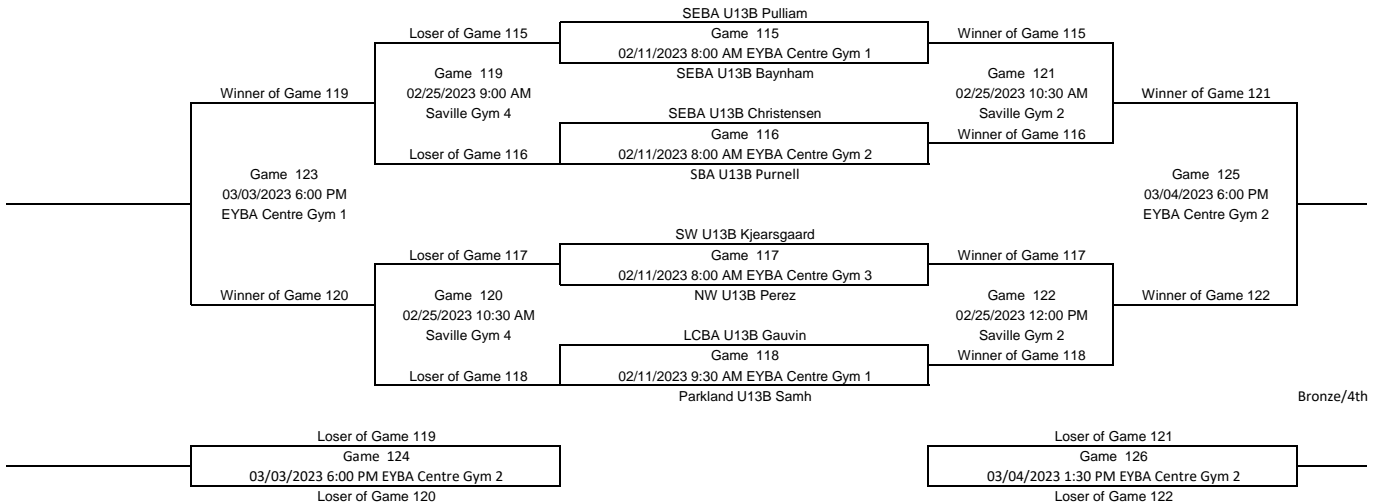 SEBA U13B Pulliam
Loser of Game 115
Game 115
Winner of Game 115
02/11/2023 8:00 AM EYBA Centre Gym 1
Game 119
SEBA U13B Baynham
Game 121
Winner of Game 119
02/25/2023 9:00 AM
02/25/2023 10:30 AM
Winner of Game 121
Saville Gym 4
SEBA U13B Christensen
Saville Gym 2
Game 116
Winner of Game 116
Loser of Game 116
02/11/2023 8:00 AM EYBA Centre Gym 2
Game 123
SBA U13B Purnell
Game 125
03/03/2023 6:00 PM
03/04/2023 6:00 PM
EYBA Centre Gym 1
EYBA Centre Gym 2
SW U13B Kjearsgaard
Loser of Game 117
Game 117
Winner of Game 117
02/11/2023 8:00 AM EYBA Centre Gym 3
Winner of Game 120
Game 120
NW U13B Perez
Game 122
Winner of Game 122
02/25/2023 10:30 AM
02/25/2023 12:00 PM
Saville Gym 4
LCBA U13B Gauvin
Saville Gym 2
Game 118
Winner of Game 118
Loser of Game 118
02/11/2023 9:30 AM EYBA Centre Gym 1
Parkland U13B Samh
Bronze/4th
Loser of Game 119
Loser of Game 121
Game 124
Game 126
03/03/2023 6:00 PM EYBA Centre Gym 2
03/04/2023 1:30 PM EYBA Centre Gym 2
Loser of Game 120
Loser of Game 122